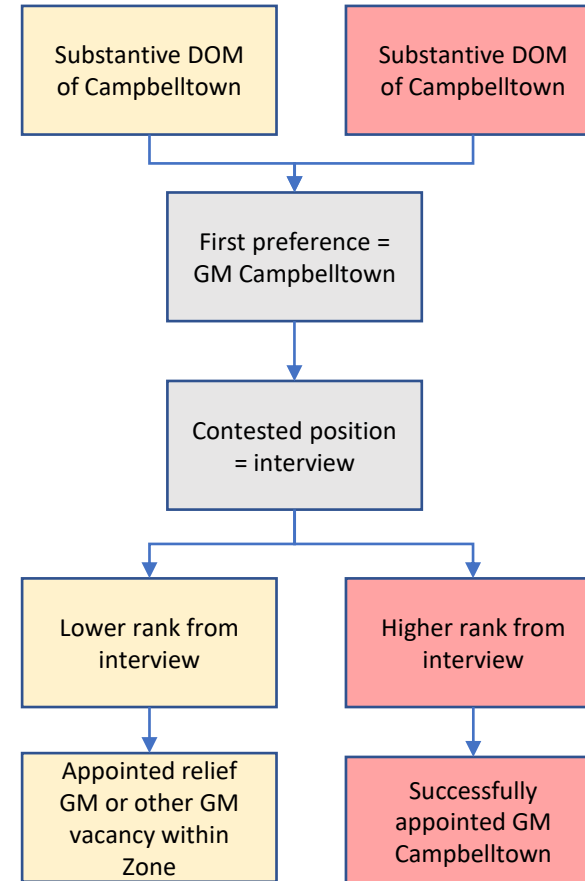 Substantive DOM
of Campbelltown
Substantive DOM
of Campbelltown
First preference =
GM Campbelltown
Contested position
= interview
Lower rank from
interview
Higher rank from
interview
Appointed relief
GM or other GM
vacancy within
Zone
Successfully
appointed GM
Campbelltown